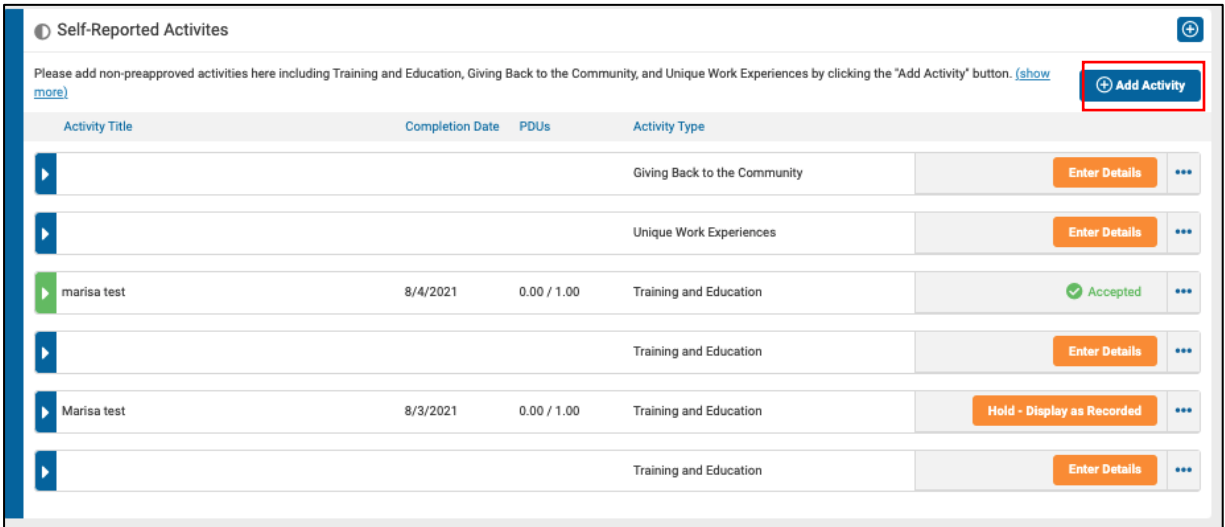 Self-Reported Activites
Please add non-preapproved activities here including Training and Education, Giving Back to the Community, and Unique Work Experiences by clicking the "Add Activity" button. (show
more)
Add Activity
Activity Title Completion Date PDUs Activity Type
Giving Back to the Community Enter Details
Unique Work Experiences Enter Details
marisa test 8/4/2021 0.00 / 1.00 Training and Education Accepted
Training and Education Enter Details
Marisa test 8/3/2021 0.00 / 1.00 Training and Education Hold - Display as Recorded
Training and Education Enter Details